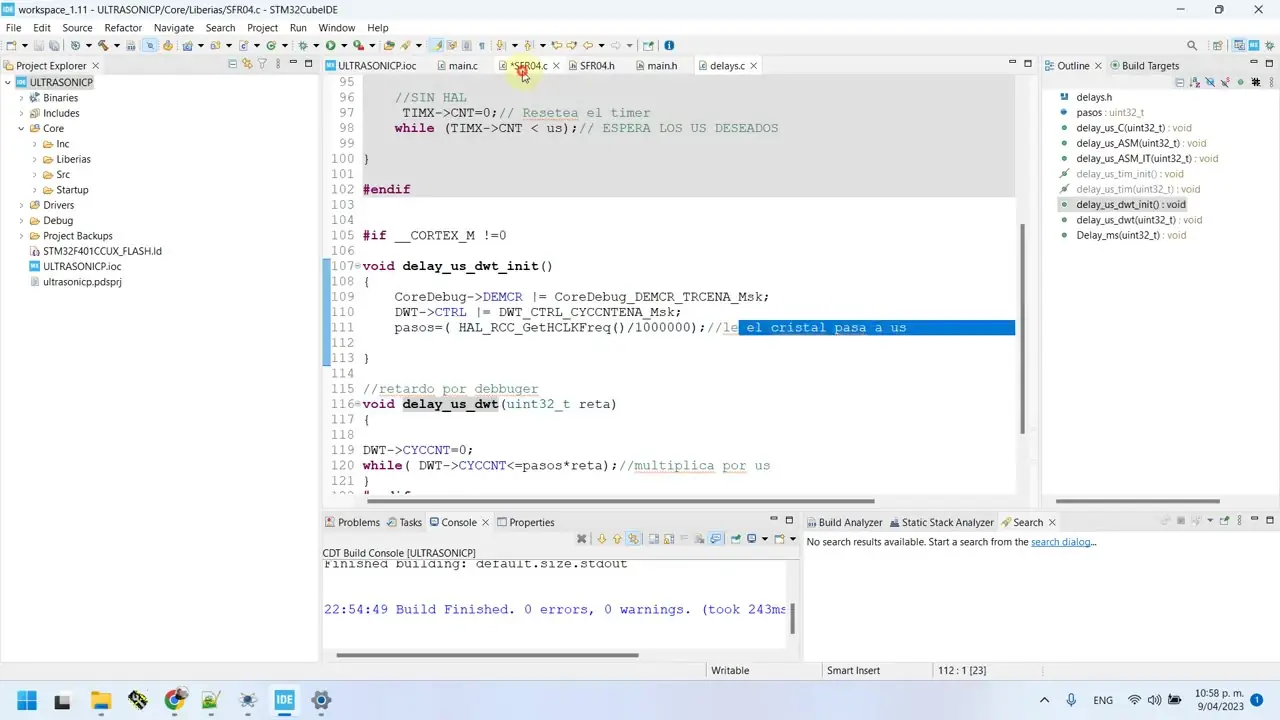 workspace_1.11 - ULTRASONICP/Core/Liberias/SFR04.c - STM32CubeIDE
File Edit Source Refactor Navigate Search Project Run Window Help
Project Explorer
ULTRASONICP
Binaries
Includes
Core
Inc
Liberias
Src
Startup
Drivers
Debug
Project Backups
STM32F401CCUX_FLASH.ld
ULTRASONICP.ioc
ultrasonicp.pdsprj
ULTRASONICP.ioc main.c *SFR04.c SFR04.h main.h delays.c
95
96 //SIN HAL
97 TIMX->CNT=0;// Resetea el timer
98 while (TIMX->CNT < us);// ESPERA LOS US DESEADOS
99
100 }
101
102 #endif
103
104
105 #if __CORTEX_M !=0
106
107 void delay_us_dwt_init()
108 {
109 CoreDebug->DEMCR |= CoreDebug_DEMCR_TRCENA_Msk;
110 DWT->CTRL |= DWT_CTRL_CYCCNTENA_Msk;
111 pasos=( HAL_RCC_GetHCLKFreq()/1000000);//le el cristal pasa a us
112
113 }
114
115 //retardo por debbuger
116 void delay_us_dwt(uint32_t reta)
117 {
118
119 DWT->CYCCNT=0;
120 while( DWT->CYCCNT<=pasos*reta);//multiplica por us
121 }
Outline Build Targets
delays.h
pasos : uint32_t
delay_us_C(uint32_t) : void
delay_us_ASM(uint32_t) : void
delay_us_ASM_IT(uint32_t) : void
delay_us_tim_init() : void
delay_us_tim(uint32_t) : void
delay_us_dwt_init() : void
delay_us_dwt(uint32_t) : void
Delay_ms(uint32_t) : void
Problems Tasks Console Properties
CDT Build Console [ULTRASONICP]
Finished building: default.size.stdout
22:54:49 Build Finished. 0 errors, 0 warnings. (took 243ms
Build Analyzer Static Stack Analyzer Search
No search results available. Start a search from the search dialog...
Writable Smart Insert 112 : 1 [23]
IDE ENG 10:58 p. m.
9/04/2023